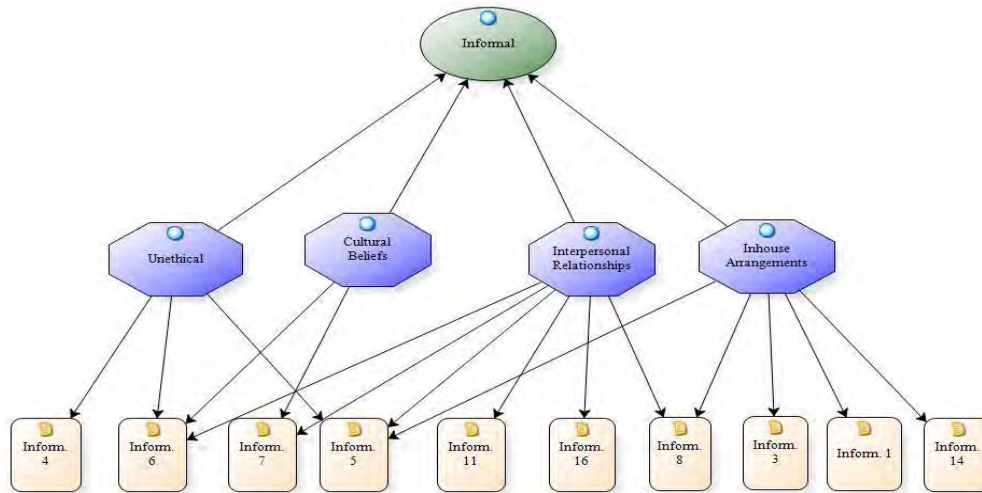 Informal
Unethical
Cultural
Beliefs
Interpersonal
Relationships
Inhouse
Arrangements
Inform.
4
Inform.
6
Inform.
7
Inform.
5
Inform.
11
Inform.
16
Inform.
8
Inform.
3
Inform. 1
Inform.
14